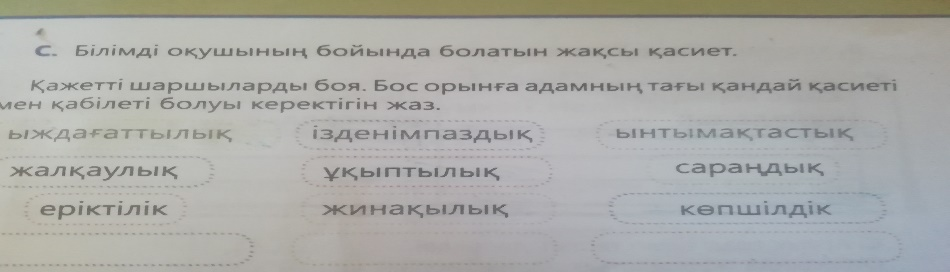 С. Білімді оқушының бойында болатын жақсы қасиет.
Қажетті шаршыларды боя. Бос орынға адамның тағы қандай қасиеті
мен қабілеті болуы керектігін жаз.
ыждағаттылық ізденімпаздық ынтымақтастық
жалқаулық ұқыптылық сараңдық
еріктілік жинақылық көпшілдік